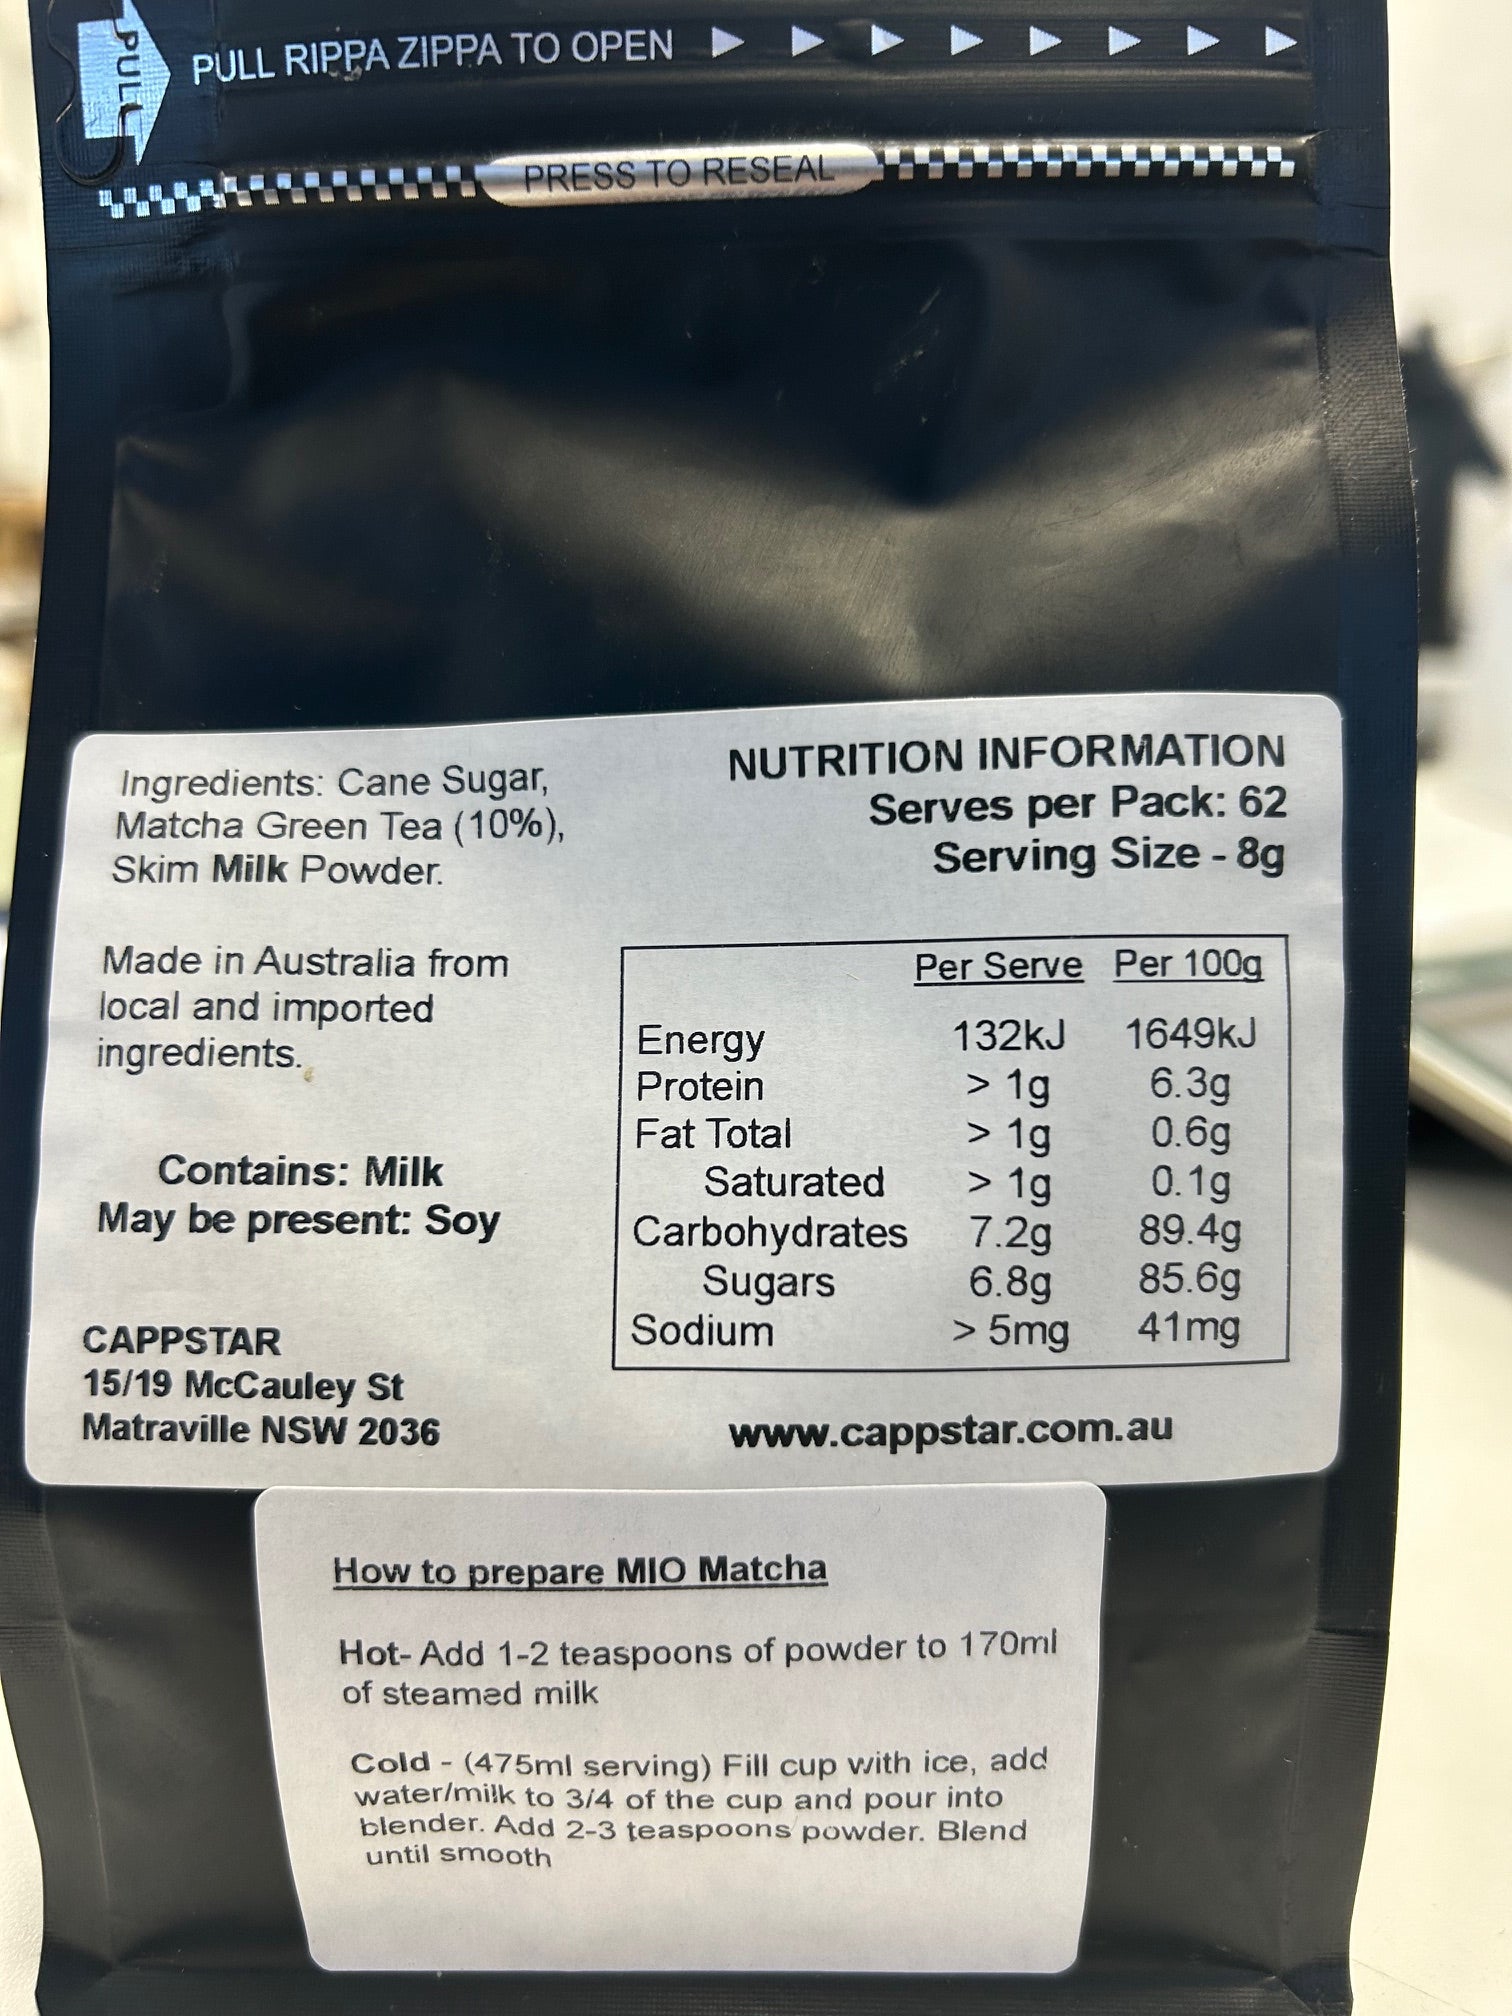 PULL
PULL RIPPA ZIPPA TO OPEN
PRESS TO RESEAL
Ingredients: Cane Sugar,
Matcha Green Tea (10%),
Skim Milk Powder.
Made in Australia from
local and imported
ingredients.
Contains: Milk
May be present: Soy
CAPPSTAR
15/19 McCauley St
Matraville NSW 2036
NUTRITION INFORMATION
Serves per Pack: 62
Serving Size - 8g
Per Serve Per 100g
Energy 132kJ 1649kJ
Protein > 1g 6.3g
Fat Total > 1g 0.6g
Saturated > 1g 0.1g
Carbohydrates 7.2g 89.4g
Sugars 6.8g 85.6g
Sodium > 5mg 41mg
www.cappstar.com.au
How to prepare MIO Matcha
Hot- Add 1-2 teaspoons of powder to 170ml
of steamed milk
Cold - (475ml serving) Fill cup with ice, add
water/milk to 3/4 of the cup and pour into
blender. Add 2-3 teaspoons powder. Blend
until smooth